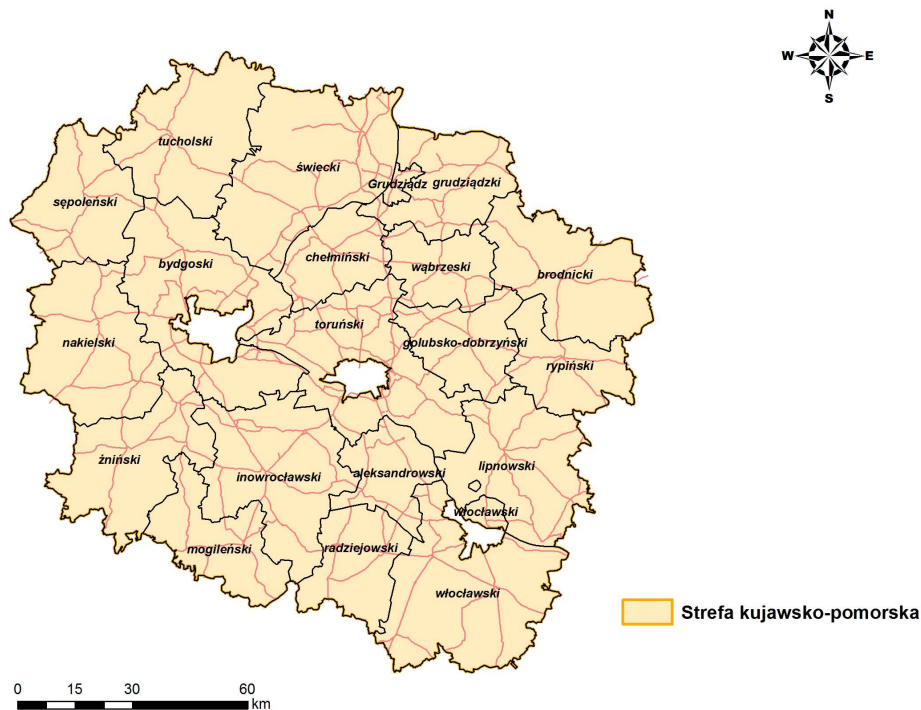 N
W E
S
tucholski
świecki
Grudziądz grudziądzki
sępoleński
chełmiński
bydgoski
wąbrzeski
brodnicki
toruński
nakielski
golubsko-dobrzyński
rypiński
żniński
inowrocławski
aleksandrowski
lipnowski
włocławski
mogileński
radziejowski
włocławski
Strefa kujawsko-pomorska
0 15 30 60
km